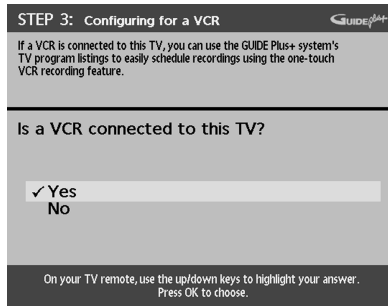 STEP 3: Configuring for a VCR
GUIDE Plus+
If a VCR is connected to this TV, you can use the GUIDE Plus+ system's
TV program listings to easily schedule recordings using the one-touch
VCR recording feature.
Is a VCR connected to this TV?
✓ Yes
No
On your TV remote, use the up/down keys to highlight your answer.
Press OK to choose.